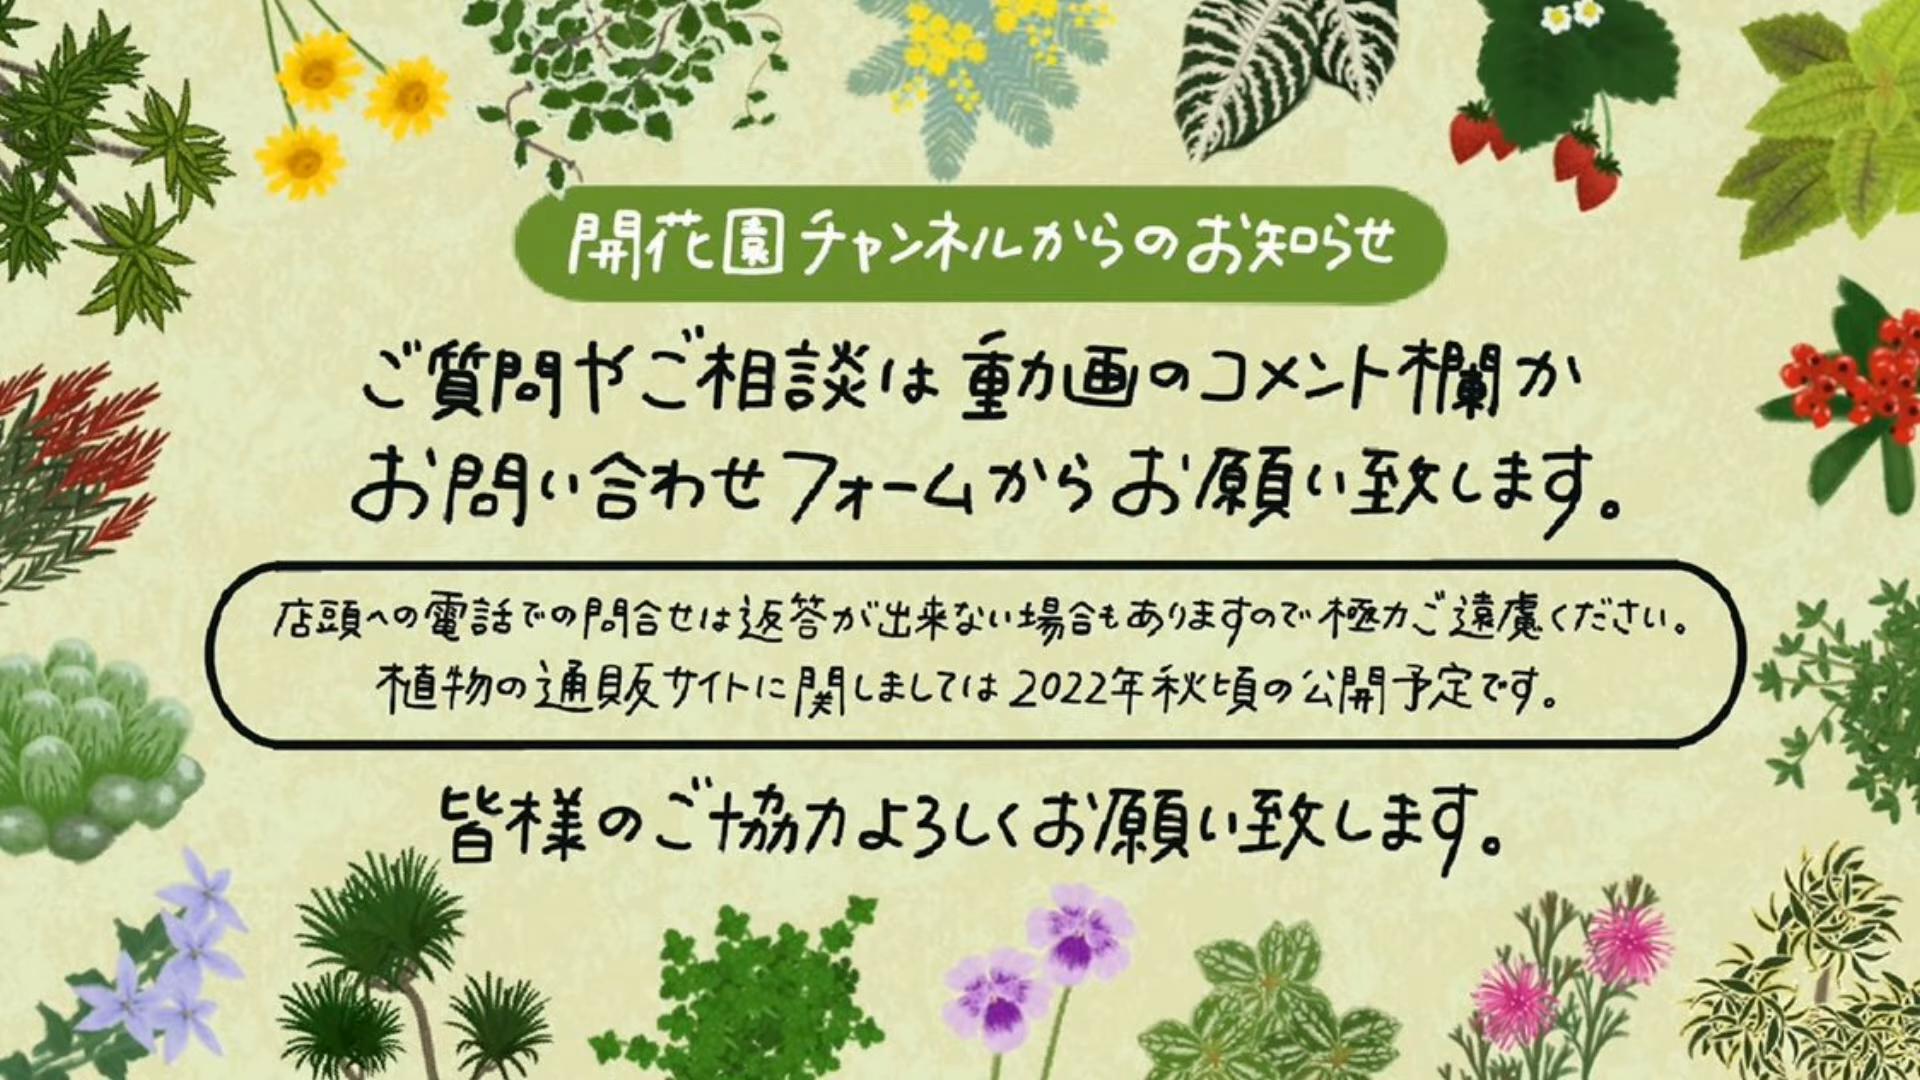 開花園チャンネルからのお知らせ
ご質問やご相談は動画のコメント欄か
お問い合わせフォームからお願い致します。
店頭への電話での問合せは返答が出来ない場合もありますので極力ご遠慮ください。
植物の通販サイトに関しましては2022年秋頃の公開予定です。
皆様のご協力よろしくお願い致します。